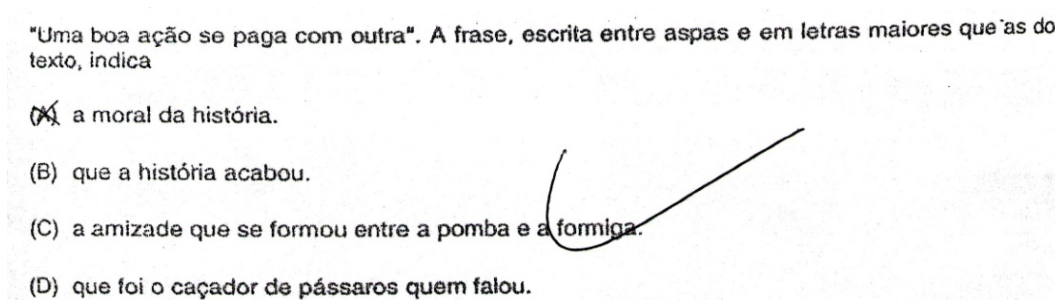 "Uma boa ação se paga com outra". A frase, escrita entre aspas e em letras maiores que as do
texto, indica
(A) a moral da história.
(B) que a história acabou.
(C) a amizade que se formou entre a pomba e a formiga.
(D) que foi o caçador de pássaros quem falou.